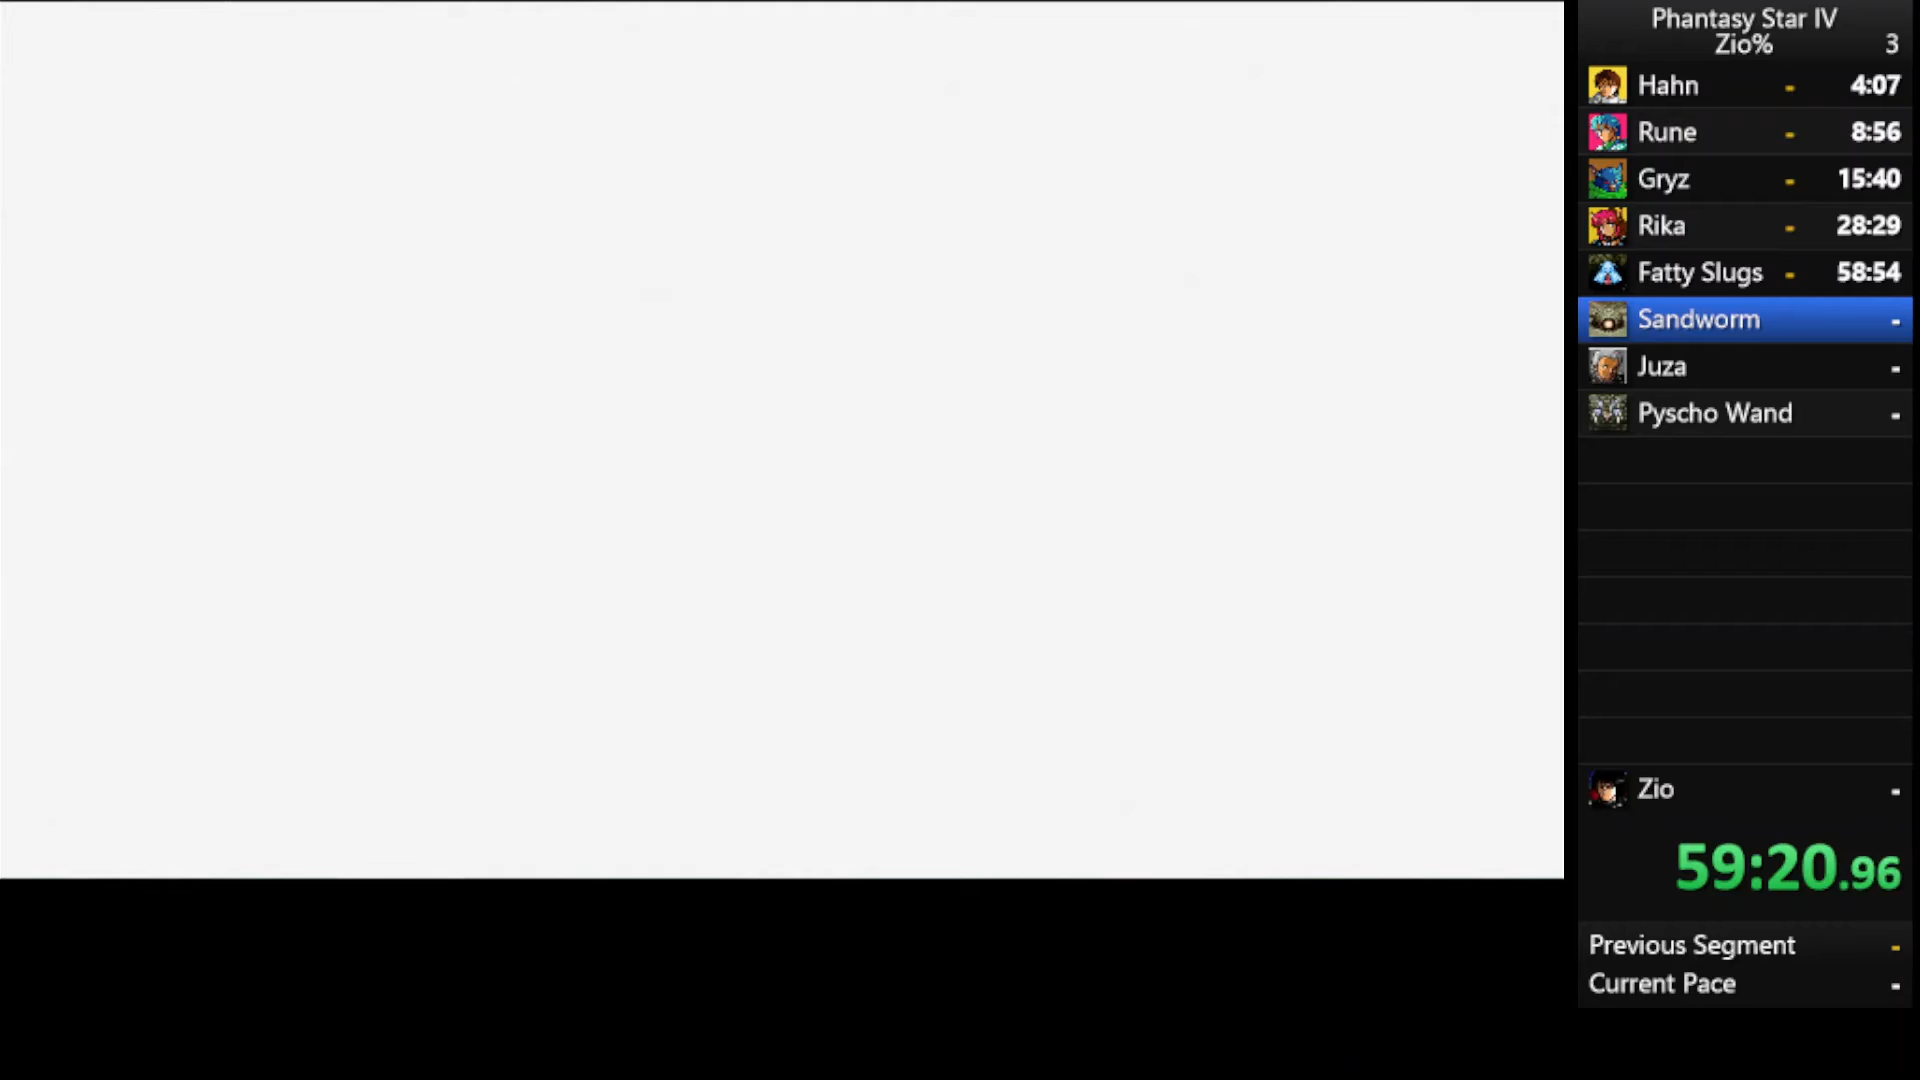 Phantasy Star IV
Zio% 3
Hahn - 4:07
Rune - 8:56
Gryz - 15:40
Rika - 28:29
Fatty Slugs - 58:54
Sandworm -
Juza -
Pyscho Wand -
Zio -
59:20.96
Previous Segment -
Current Pace -